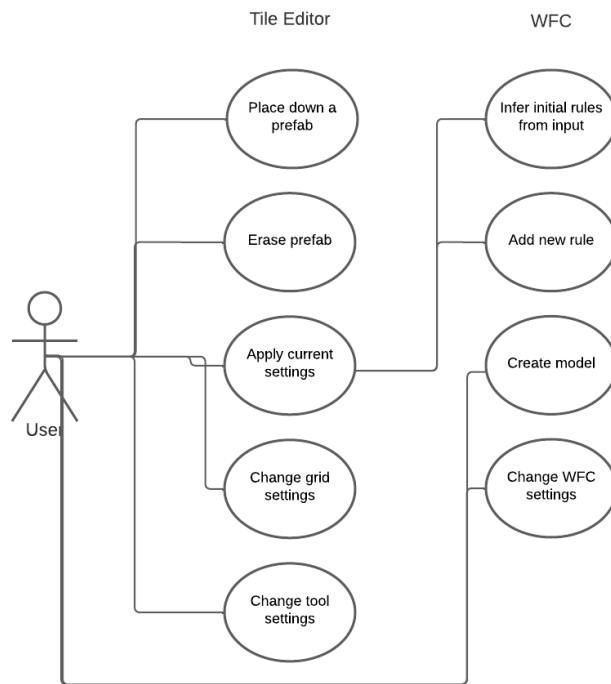 Tile Editor
WFC
Place down a
prefab
Infer initial rules
from input
Erase prefab
Add new rule
Apply current
settings
Create model
User
Change grid
settings
Change WFC
settings
Change tool
settings